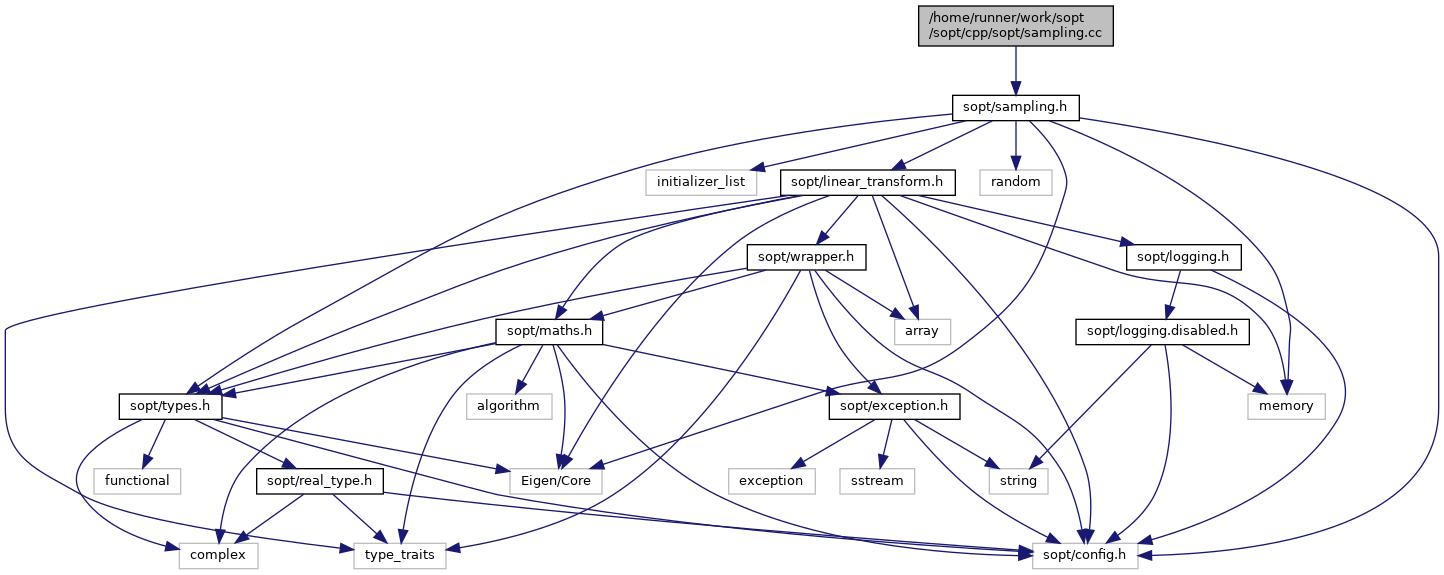 /home/runner/work/sopt
/sopt/cpp/sopt/sampling.cc
sopt/sampling.h
initializer_list
sopt/linear_transform.h
random
sopt/wrapper.h
sopt/logging.h
sopt/maths.h
array
sopt/logging.disabled.h
sopt/types.h
algorithm
sopt/exception.h
memory
functional
sopt/real_type.h
Eigen/Core
exception
sstream
string
complex
type_traits
sopt/config.h